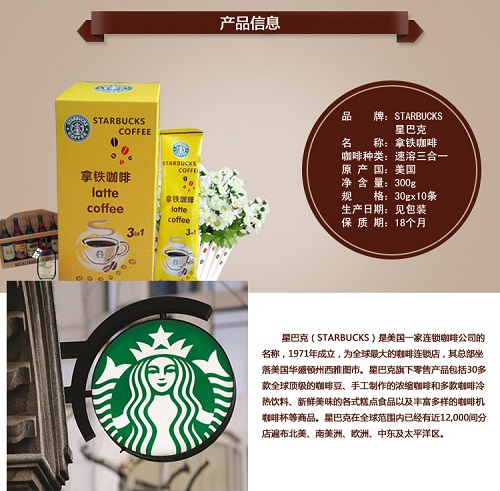 产品信息
STARBUCKS
COFFEE
拿铁咖啡
latte
coffee
3in1
STARBUCKS
COFFEE
拿铁咖啡
latte
coffee
3in1
品 牌：STARBUCKS
星巴克
名 称：拿铁咖啡
咖啡种类：速溶三合一
原 产 国：美国
净 含 量：300g
规 格：30gx10条
生产日期：见包装
保 质 期：18个月
星巴克（STARBUCKS）是美国一家连锁咖啡公司的
名称，1971年成立，为全球最大的咖啡连锁店，其总部坐
落美国华盛顿州西雅图市。星巴克旗下零售产品包括30多
款全球顶级的咖啡豆、手工制作的浓缩咖啡和多款咖啡冷
热饮料、新鲜美味的各式糕点食品以及丰富多样的咖啡机
咖啡杯等商品。星巴克在全球范围内已经有近12,000间分
店遍布北美、南美洲、欧洲、中东及太平洋区。